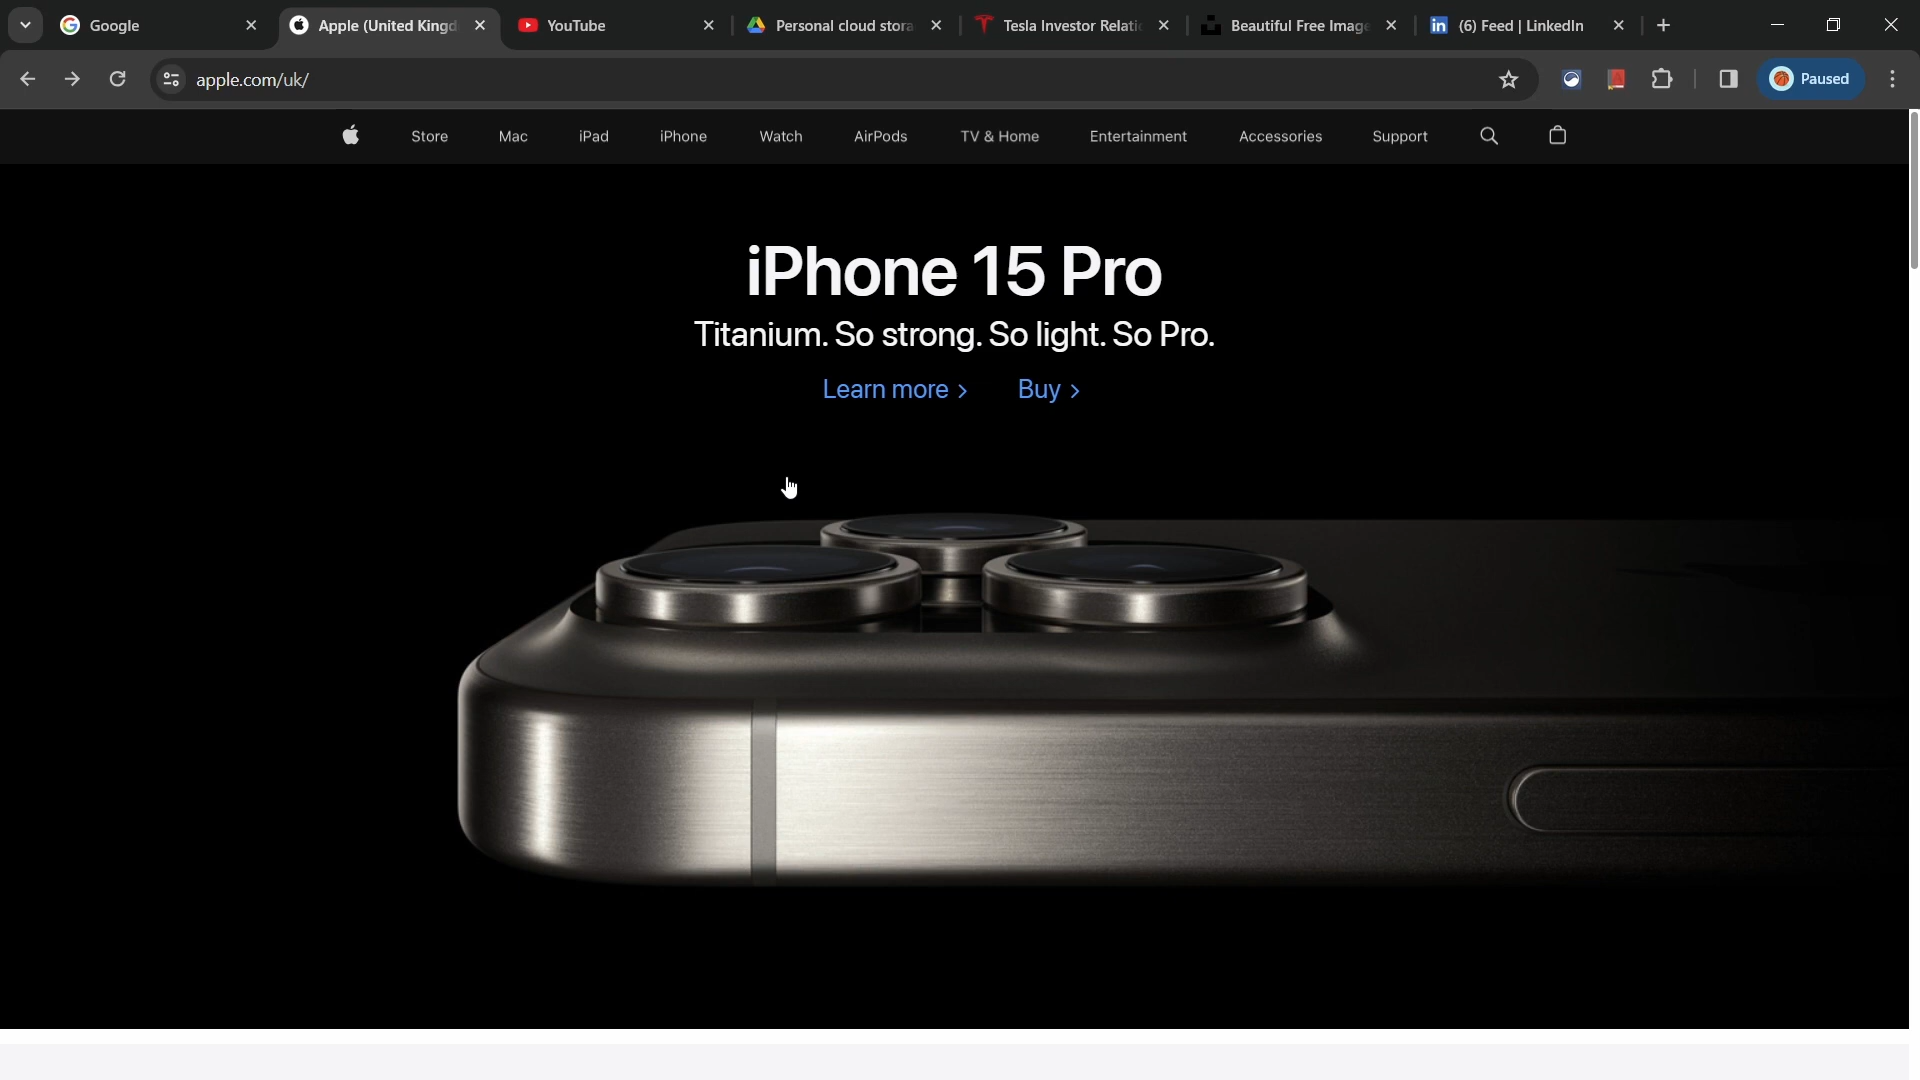 Google
Apple (United Kingd
YouTube
Personal cloud stora
Tesla Investor Relati
Beautiful Free Image
in (6) Feed | LinkedIn
apple.com/uk/
Paused
Store Mac iPad iPhone Watch AirPods TV & Home Entertainment Accessories Support
iPhone 15 Pro
Titanium. So strong. So light. So Pro.
Learn more > Buy >